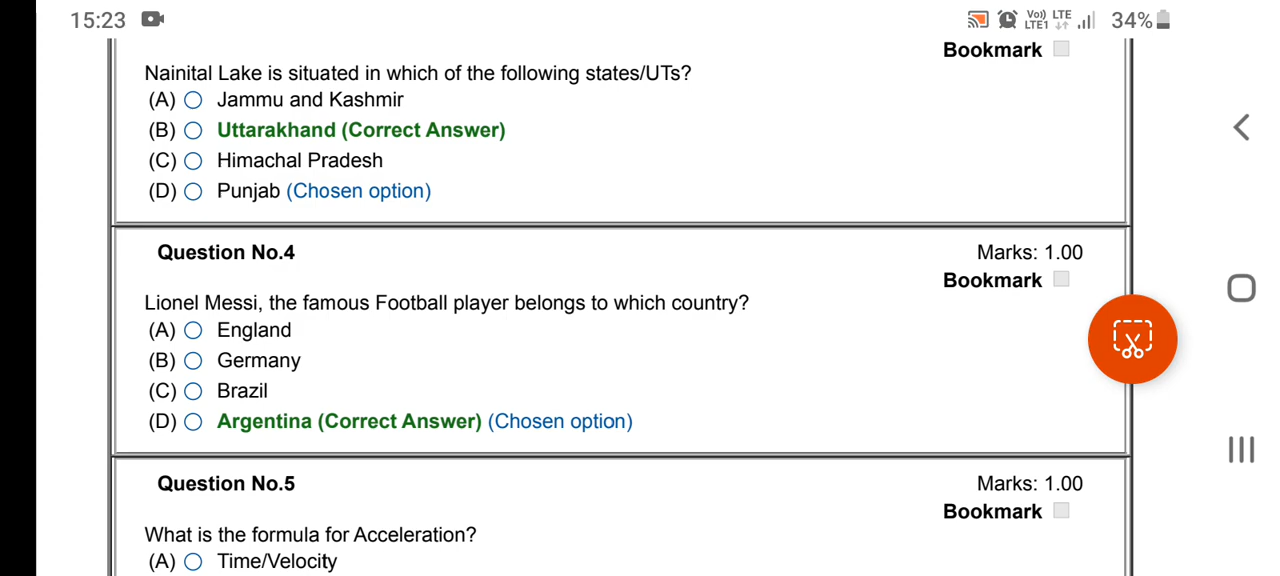 15:23 Vo)) LTE LTE1 34%
Bookmark
Nainital Lake is situated in which of the following states/UTs?
(A) Jammu and Kashmir
(B) Uttarakhand (Correct Answer)
(C) Himachal Pradesh
(D) Punjab (Chosen option)
Question No.4 Marks: 1.00
Bookmark
Lionel Messi, the famous Football player belongs to which country?
(A) England
(B) Germany
(C) Brazil
(D) Argentina (Correct Answer) (Chosen option)
Question No.5 Marks: 1.00
Bookmark
What is the formula for Acceleration?
(A) Time/Velocity